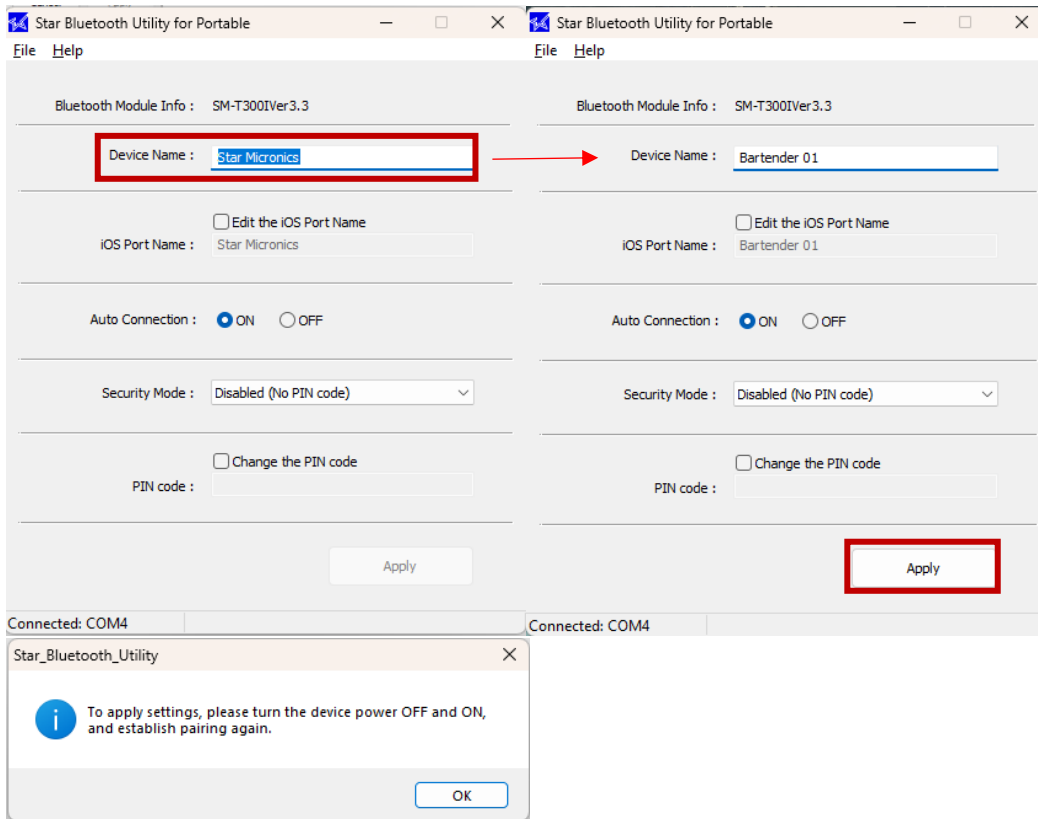 Star Bluetooth Utility for Portable
File Help
Bluetooth Module Info : SM-T300IVer3.3
Device Name : Star Micronics
Edit the iOS Port Name
iOS Port Name : Star Micronics
Auto Connection : ON OFF
Security Mode : Disabled (No PIN code)
Change the PIN code
PIN code :
Apply
Connected: COM4
Star Bluetooth Utility for Portable
File Help
Bluetooth Module Info : SM-T300IVer3.3
Device Name : Bartender 01
Edit the iOS Port Name
iOS Port Name : Bartender 01
Auto Connection : ON OFF
Security Mode : Disabled (No PIN code)
Change the PIN code
PIN code :
Apply
Connected: COM4
Star_Bluetooth_Utility
To apply settings, please turn the device power OFF and ON,
and establish pairing again.
OK